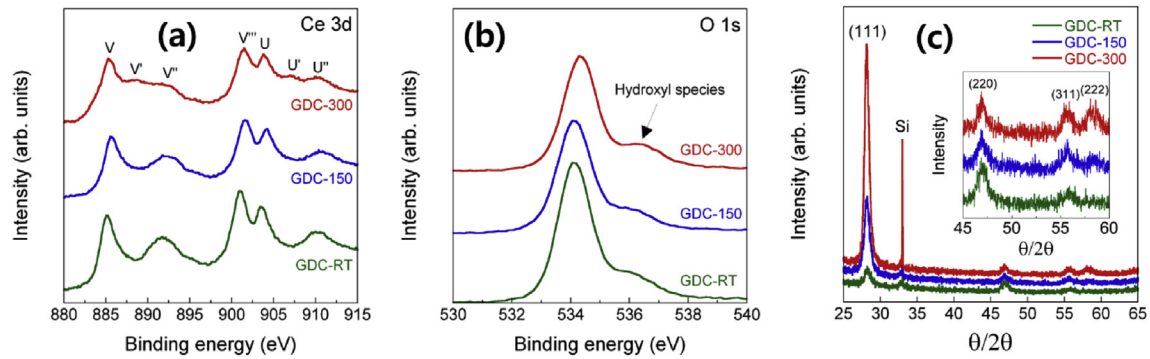 (a)
Ce 3d
V
V'
V''
V'''
U
U'
U''
GDC-300
GDC-150
GDC-RT
Intensity (arb. units)
880 885 890 895 900 905 910 915
Binding energy (eV)
(b)
O 1s
Hydroxyl species
GDC-300
GDC-150
GDC-RT
Intensity (arb. units)
530 532 534 536 538 540
Binding energy (eV)
(c)
(111)
GDC-RT
GDC-150
GDC-300
Si
(220)
(311)
(222)
Intensity
45 50 55 60
θ/2θ
Intensity (arb. units)
25 30 35 40 45 50 55 60 65
θ/2θ